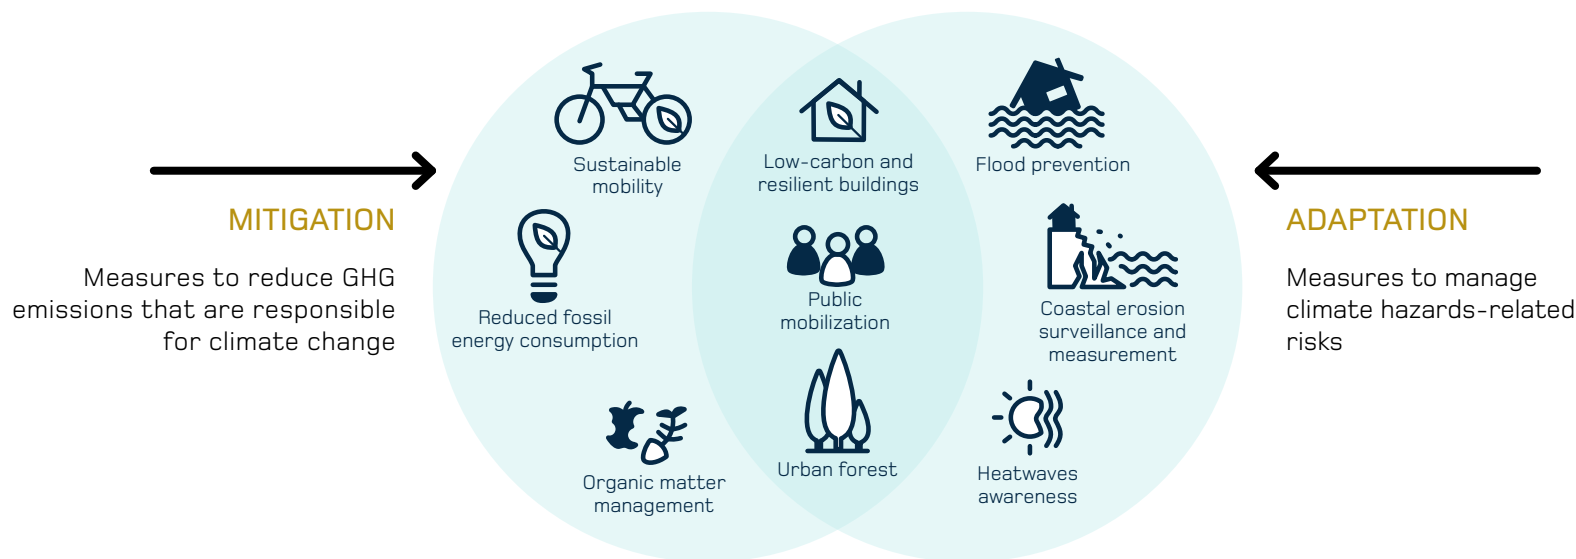 MITIGATION
Measures to reduce GHG
emissions that are responsible
for climate change
Sustainable
mobility
Reduced fossil
energy consumption
Organic matter
management
Low-carbon and
resilient buildings
Public
mobilization
Urban forest
Flood prevention
Coastal erosion
surveillance and
measurement
Heatwaves
awareness
ADAPTATION
Measures to manage
climate hazards-related
risks